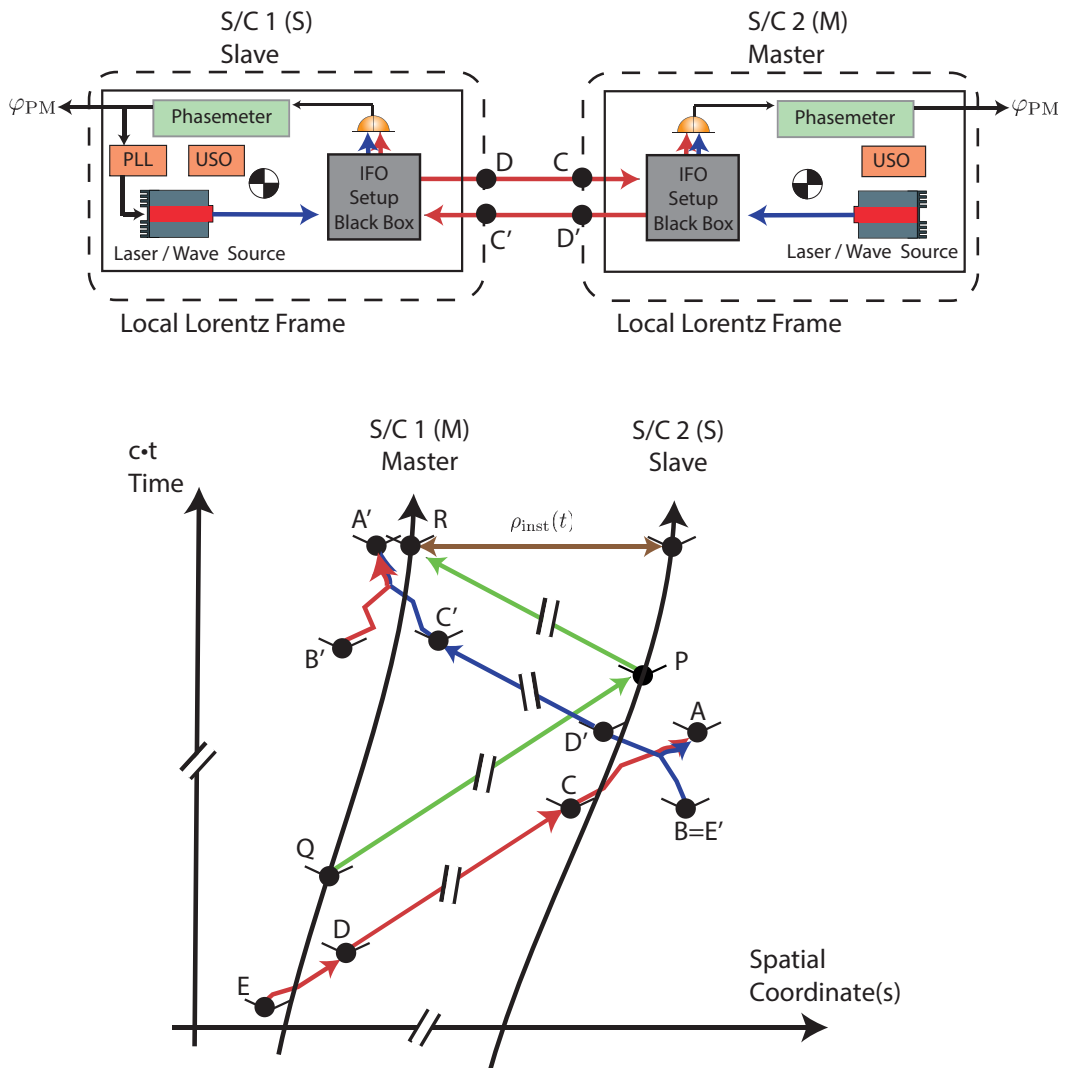 S/C 1 (S)
Slave
S/C 2 (M)
Master
φPM
Phasemeter
PLL
USO
IFO
Setup
Black Box
Laser / Wave Source
D
C
C'
D'
IFO
Setup
Black Box
Phasemeter
φPM
USO
Laser / Wave Source
Local Lorentz Frame
Local Lorentz Frame
c•t
Time
S/C 1 (M)
Master
S/C 2 (S)
Slave
A'
R
ρinst(t)
B'
C'
P
D'
A
C
B=E'
Q
D
E
Spatial
Coordinate(s)